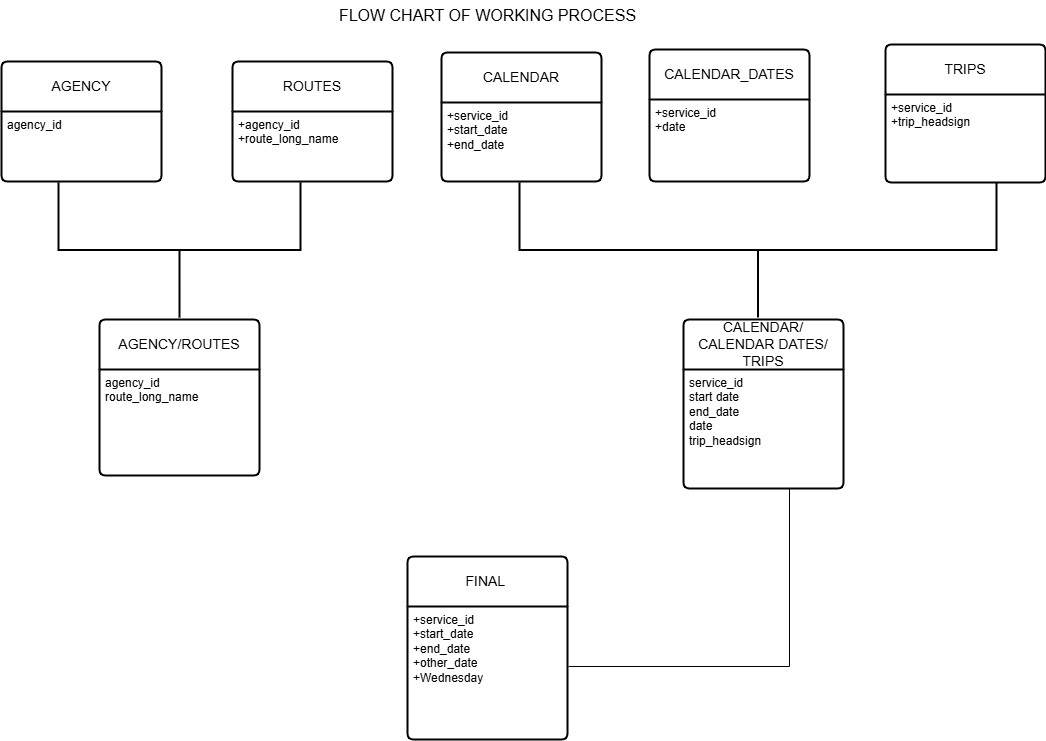 FLOW CHART OF WORKING PROCESS
AGENCY
agency_id
ROUTES
+agency_id
+route_long_name
CALENDAR
+service_id
+start_date
+end_date
CALENDAR_DATES
+service_id
+date
TRIPS
+service_id
+trip_headsign
AGENCY/ROUTES
agency_id
route_long_name
CALENDAR/
CALENDAR DATES/
TRIPS
service_id
start date
end_date
date
trip_headsign
FINAL
+service_id
+start_date
+end_date
+other_date
+Wednesday